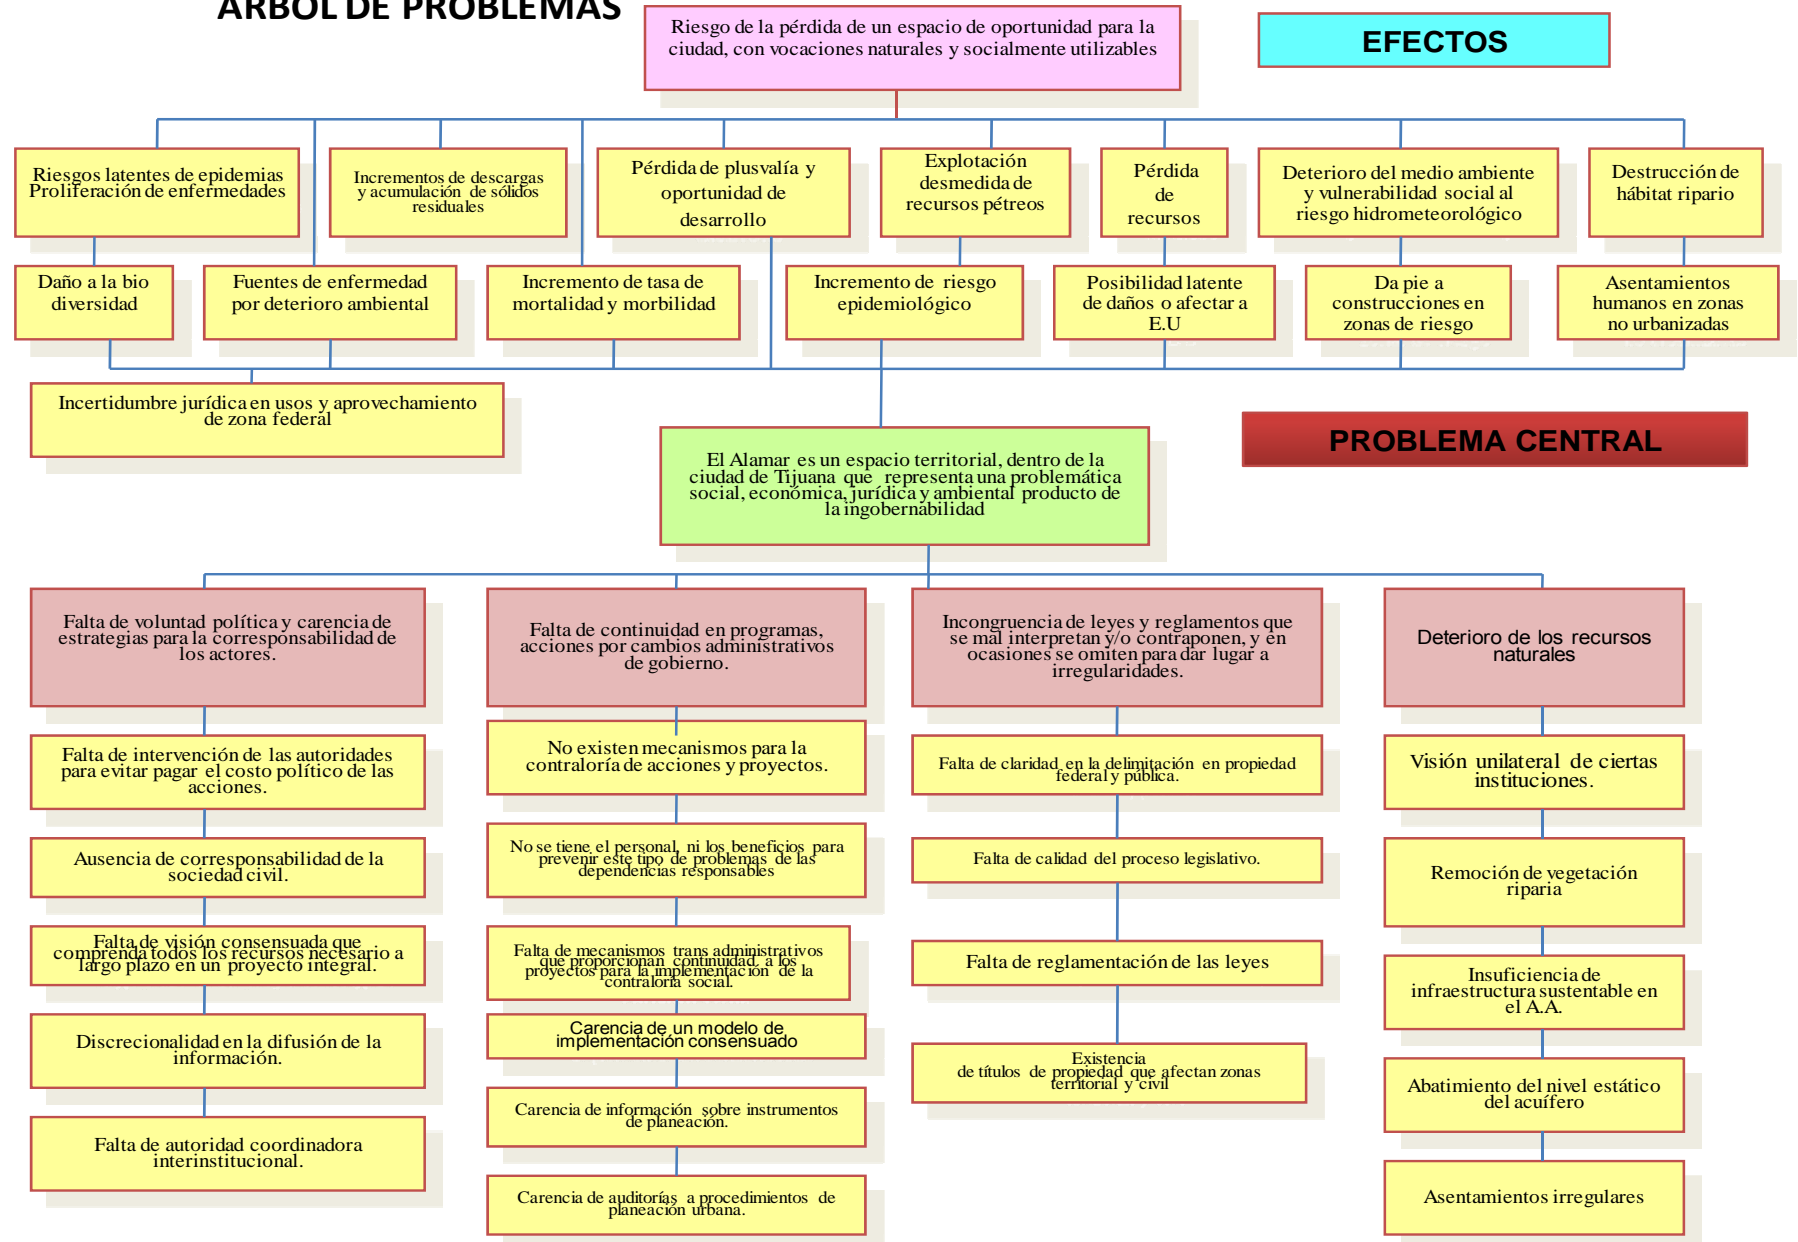 ÁRBOL DE PROBLEMAS
Riesgo de la pérdida de un espacio de oportunidad para la
ciudad, con vocaciones naturales y socialmente utilizables
EFECTOS
Riesgos latentes de epidemias
Proliferación de enfermedades
Incrementos de descargas
y acumulación de sólidos
residuales
Pérdida de plusvalía y
oportunidad de
desarrollo
Explotación
desmedida de
recursos pétreos
Pérdida
de
recursos
Deterioro del medio ambiente
y vulnerabilidad social al
riesgo hidrometeorológico
Destrucción de
hábitat ripario
Daño a la bio
diversidad
Fuentes de enfermedad
por deterioro ambiental
Incremento de tasa de
mortalidad y morbilidad
Incremento de riesgo
epidemiológico
Posibilidad latente
de daños o afectar a
E.U
Da pie a
construcciones en
zonas de riesgo
Asentamientos
humanos en zonas
no urbanizadas
Incertidumbre jurídica en usos y aprovechamiento
de zona federal
PROBLEMA CENTRAL
El Alamar es un espacio territorial, dentro de la
ciudad de Tijuana que representa una problemática
social, económica, jurídica y ambiental producto de
la ingobernabilidad
Falta de voluntad política y carencia de
estrategias para la corresponsabilidad de
los actores.
Falta de intervención de las autoridades
para evitar pagar el costo político de las
acciones.
Ausencia de corresponsabilidad de la
sociedad civil.
Falta de visión consensuada que
comprenda todos los recursos necesario a
largo plazo en un proyecto integral.
Discrecionalidad en la difusión de la
información.
Falta de autoridad coordinadora
interinstitucional.
Falta de continuidad en programas,
acciones por cambios administrativos
de gobierno.
No existen mecanismos para la
contraloría de acciones y proyectos.
No se tiene el personal, ni los beneficios para
prevenir este tipo de problemas de las
dependencias responsables
Falta de mecanismos trans administrativos
que proporcionan continuidad a los
proyectos para la implementación de la
contraloría social.
Carencia de un modelo de
implementación consensuado
Carencia de información sobre instrumentos
de planeación.
Carencia de auditorías a procedimientos de
planeación urbana.
Incongruencia de leyes y reglamentos que
se mal interpretan y/o contraponen, y en
ocasiones se omiten para dar lugar a
irregularidades.
Falta de claridad en la delimitación en propiedad
federal y pública.
Falta de calidad del proceso legislativo.
Falta de reglamentación de las leyes
Existencia
de títulos de propiedad que afectan zonas
territorial y civil
Deterioro de los recursos
naturales
Visión unilateral de ciertas
instituciones.
Remoción de vegetación
riparia
Insuficiencia de
infraestructura sustentable en
el A.A.
Abatimiento del nivel estático
del acuífero
Asentamientos irregulares